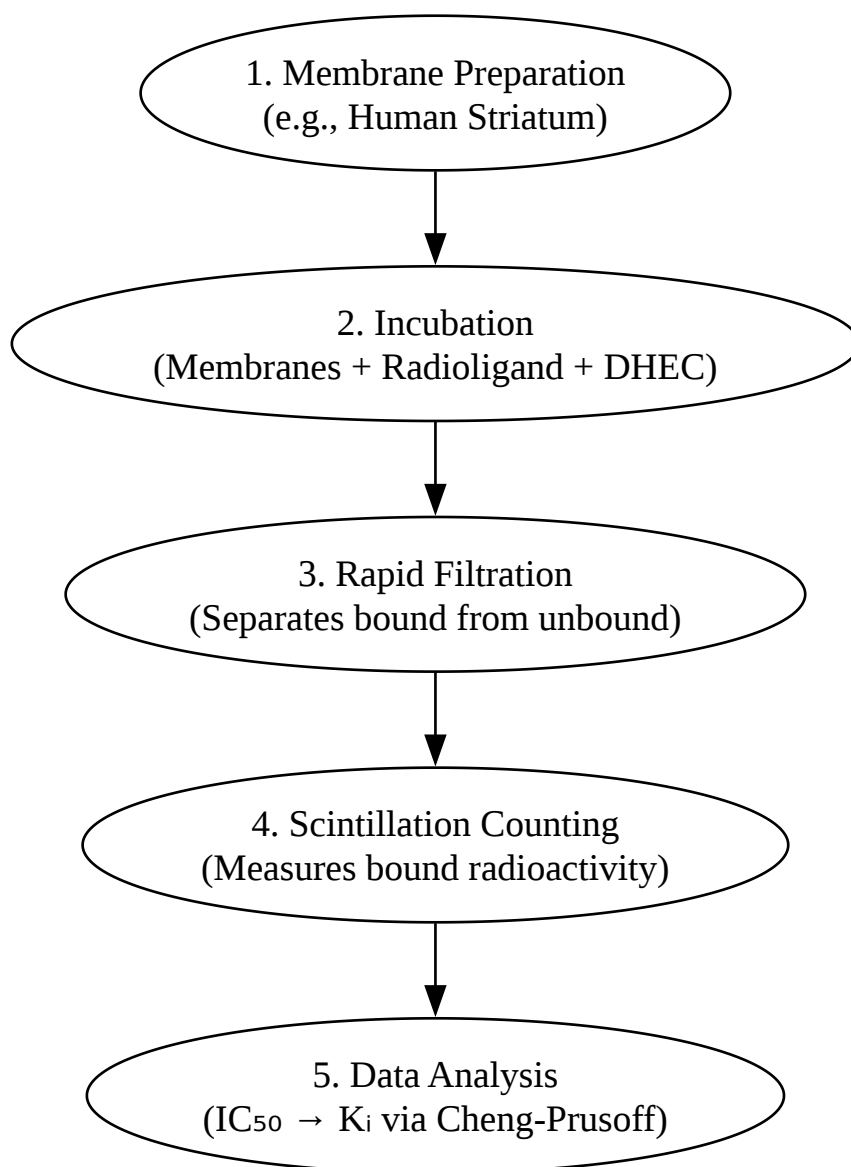 1. Membrane Preparation
(e.g., Human Striatum)
2. Incubation
(Membranes + Radioligand + DHEC)
3. Rapid Filtration
(Separates bound from unbound)
4. Scintillation Counting
(Measures bound radioactivity)
5. Data Analysis
(IC₅₀ → Kᵢ via Cheng-Prusoff)